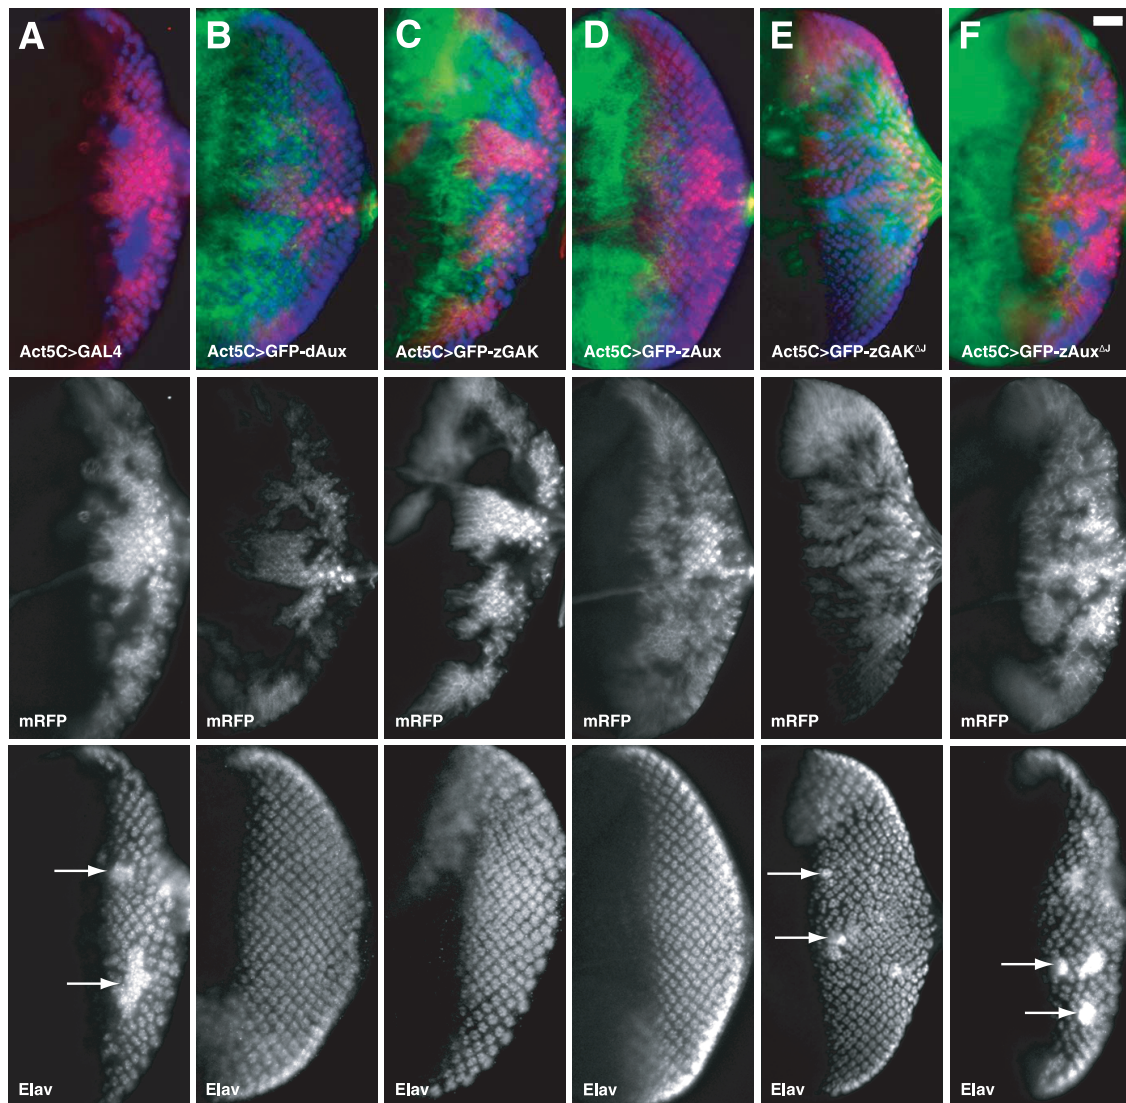 A B C D E F
Act5C>GAL4 Act5C>GFP-dAux Act5C>GFP-zGAK Act5C>GFP-zAux Act5C>GFP-zGAK^ΔJ Act5C>GFP-zAux^ΔJ
mRFP mRFP mRFP mRFP mRFP mRFP
Elav Elav Elav Elav Elav Elav